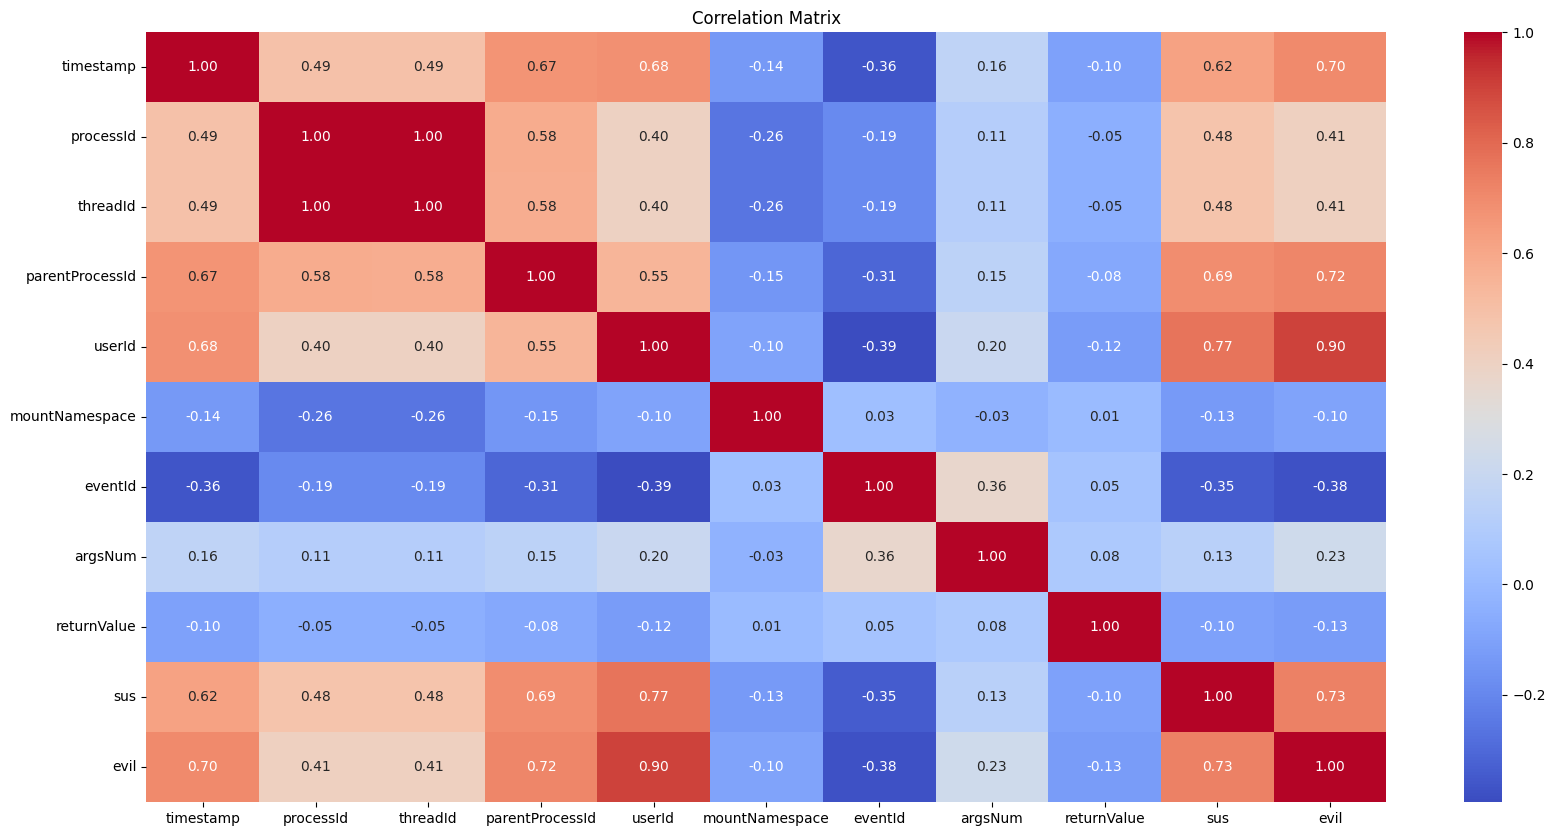 Correlation Matrix
timestamp 1.00 0.49 0.49 0.67 0.68 -0.14 -0.36 0.16 -0.10 0.62 0.70
processId 0.49 1.00 1.00 0.58 0.40 -0.26 -0.19 0.11 -0.05 0.48 0.41
threadId 0.49 1.00 1.00 0.58 0.40 -0.26 -0.19 0.11 -0.05 0.48 0.41
parentProcessId 0.67 0.58 0.58 1.00 0.55 -0.15 -0.31 0.15 -0.08 0.69 0.72
userId 0.68 0.40 0.40 0.55 1.00 -0.10 -0.39 0.20 -0.12 0.77 0.90
mountNamespace -0.14 -0.26 -0.26 -0.15 -0.10 1.00 0.03 -0.03 0.01 -0.13 -0.10
eventId -0.36 -0.19 -0.19 -0.31 -0.39 0.03 1.00 0.36 0.05 -0.35 -0.38
argsNum 0.16 0.11 0.11 0.15 0.20 -0.03 0.36 1.00 0.08 0.13 0.23
returnValue -0.10 -0.05 -0.05 -0.08 -0.12 0.01 0.05 0.08 1.00 -0.10 -0.13
sus 0.62 0.48 0.48 0.69 0.77 -0.13 -0.35 0.13 -0.10 1.00 0.73
evil 0.70 0.41 0.41 0.72 0.90 -0.10 -0.38 0.23 -0.13 0.73 1.00
timestamp processId threadId parentProcessId userId mountNamespace eventId argsNum returnValue sus evil
1.0
0.8
0.6
0.4
0.2
0.0
−0.2